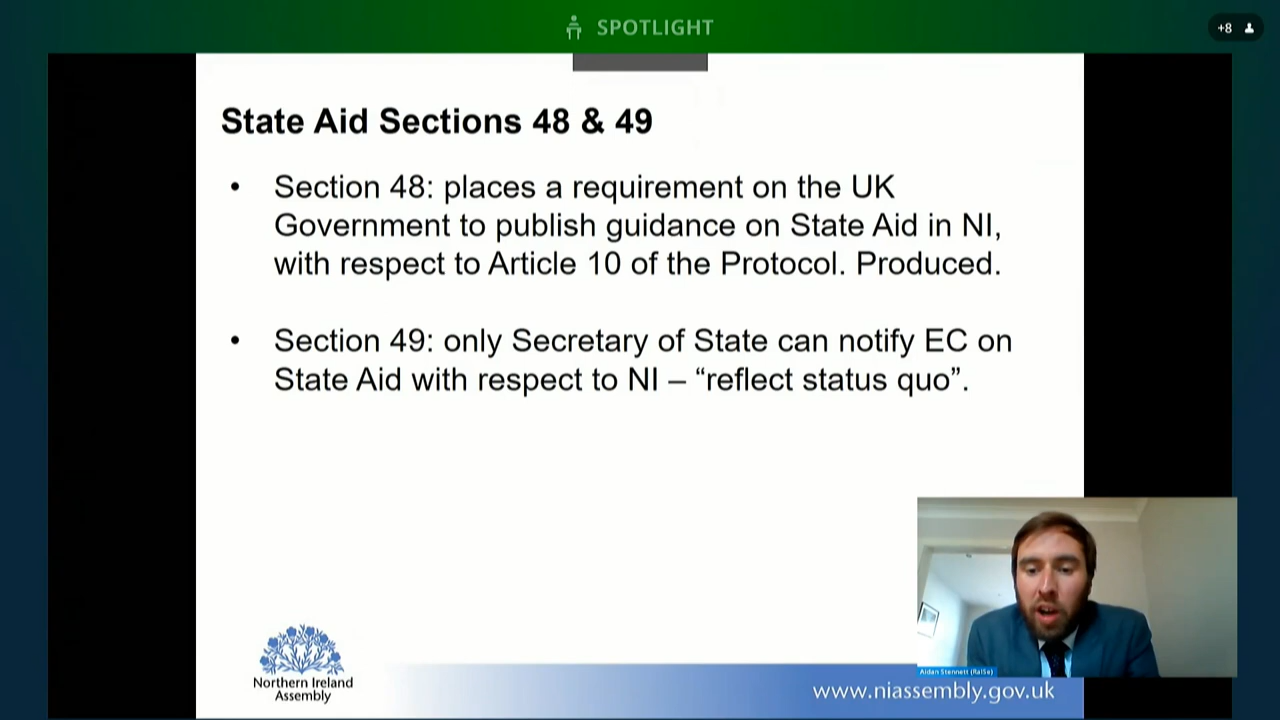 SPOTLIGHT
+8
State Aid Sections 48 & 49
• Section 48: places a requirement on the UK
Government to publish guidance on State Aid in NI,
with respect to Article 10 of the Protocol. Produced.
• Section 49: only Secretary of State can notify EC on
State Aid with respect to NI – “reflect status quo”.
Aidan Stennett (RaISe)
Northern Ireland
Assembly
www.niassembly.gov.uk